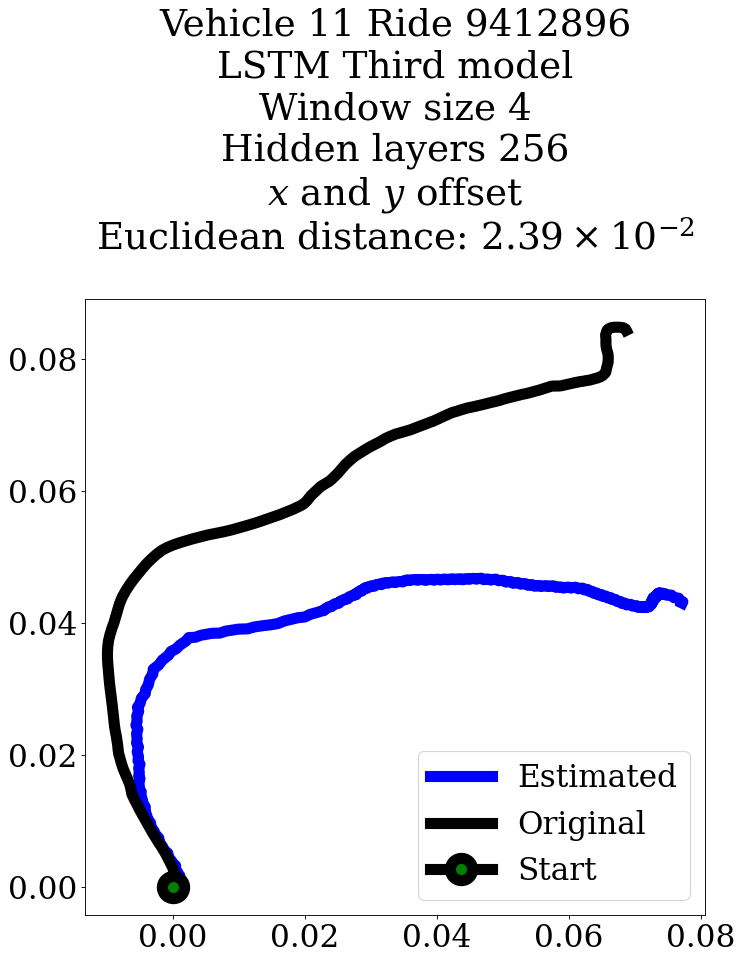 Vehicle 11 Ride 9412896
LSTM Third model
Window size 4
Hidden layers 256
x and y offset
Euclidean distance: 2.39 × 10⁻²
0.08
0.06
0.04
0.02
0.00
Estimated
Original
Start
0.00 0.02 0.04 0.06 0.08